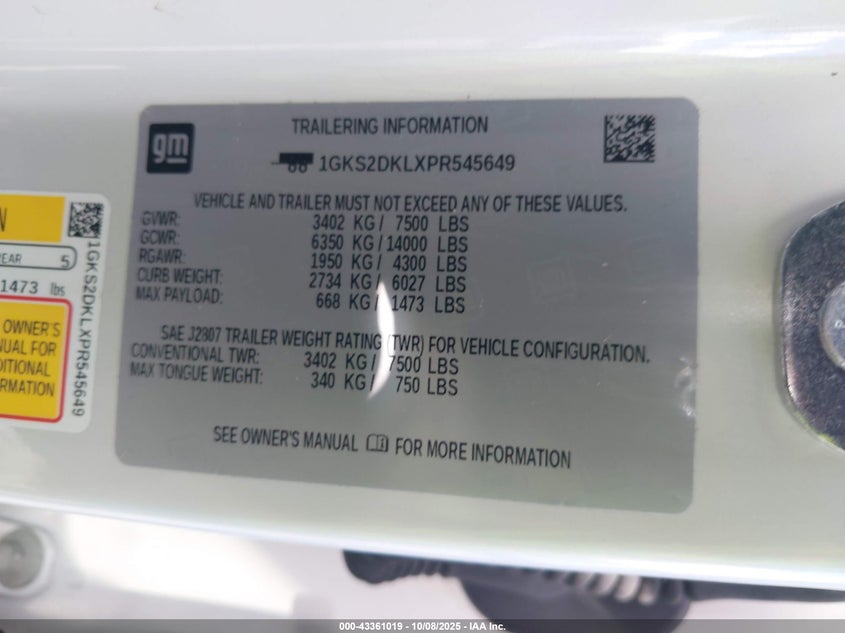 gm
TRAILERING INFORMATION
1GKS2DKLXPR545649
VEHICLE AND TRAILER MUST NOT EXCEED ANY OF THESE VALUES.
GVWR: 3402 KG / 7500 LBS
GCWR: 6350 KG / 14000 LBS
RGAWR: 1950 KG / 4300 LBS
CURB WEIGHT: 2734 KG / 6027 LBS
MAX PAYLOAD: 668 KG / 1473 LBS
SAE J2807 TRAILER WEIGHT RATING (TWR) FOR VEHICLE CONFIGURATION.
CONVENTIONAL TWR: 3402 KG / 7500 LBS
MAX TONGUE WEIGHT: 340 KG / 750 LBS
SEE OWNER'S MANUAL FOR MORE INFORMATION
REAR 5
1473 lbs
OWNER'S
FOR
1GKS2DKLXPR545649
000-43361019 - 10/08/2025 - IAA Inc.